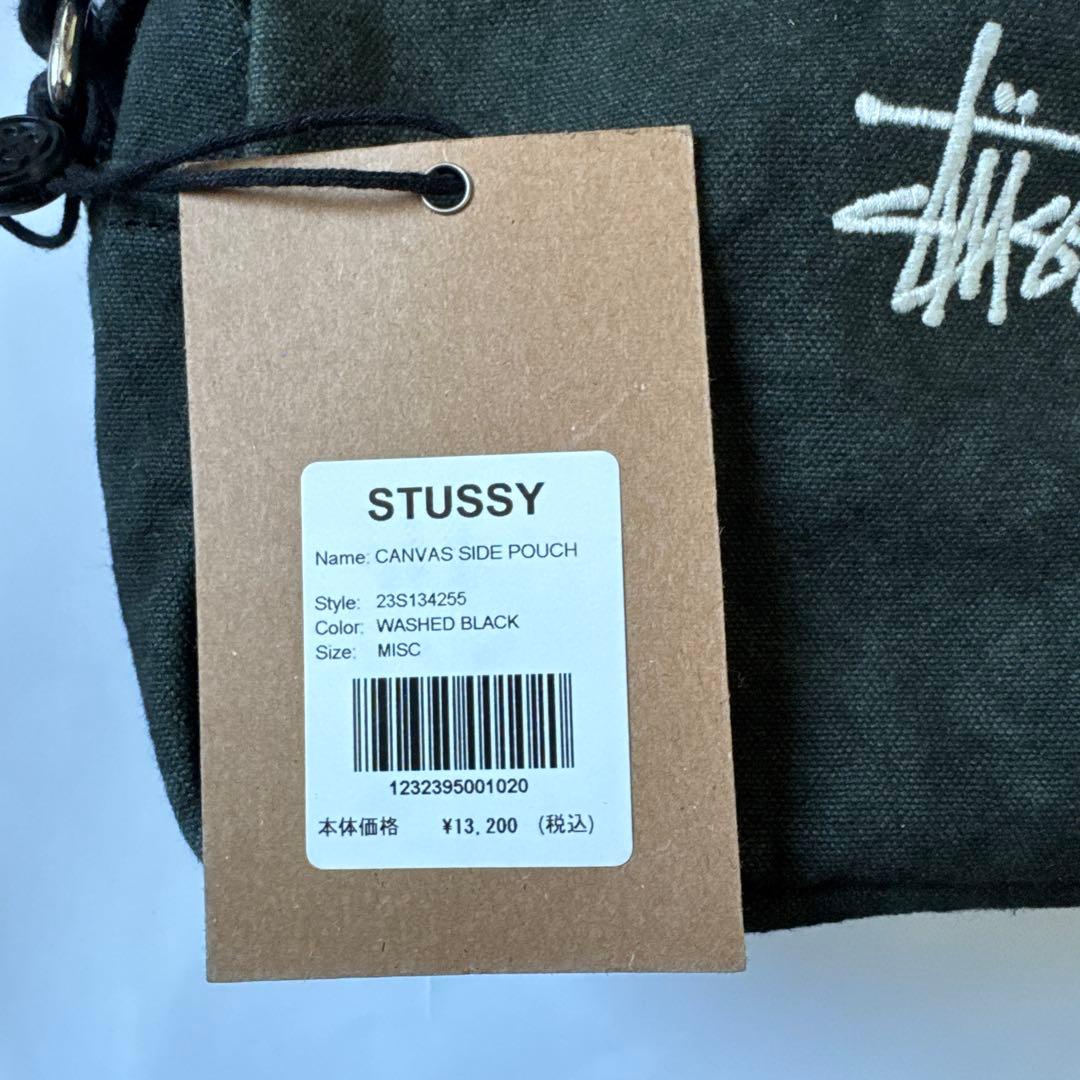 Stüssy
STUSSY
Name: CANVAS SIDE POUCH
Style: 23S134255
Color: WASHED BLACK
Size: MISC
1232395001020
本体価格 ¥13,200 (税込)